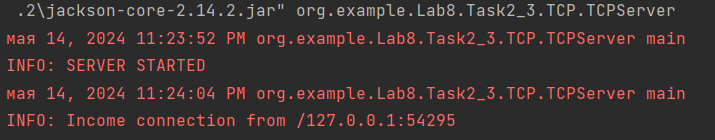 .2\jackson-core-2.14.2.jar" org.example.Lab8.Task2_3.TCP.TCPServer
мая 14, 2024 11:23:52 PM org.example.Lab8.Task2_3.TCP.TCPServer main
INFO: SERVER STARTED
мая 14, 2024 11:24:04 PM org.example.Lab8.Task2_3.TCP.TCPServer main
INFO: Income connection from /127.0.0.1:54295